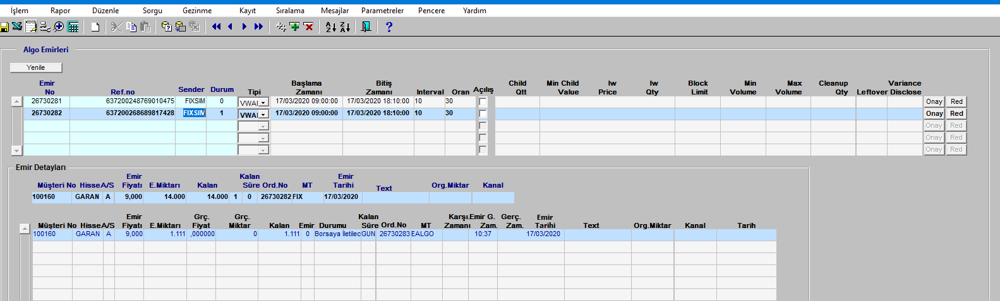 İşlem Rapor Düzenle Sorgu Gezinme Kayıt Sıralama Mesajlar Parametreler Pencere Yardım
Algo Emirleri
Yenile
Emir No Ref.no Sender Durum Tipi Başlama Zamanı Bitiş Zamanı Interval Oran Açılış Child Qtt Min Child Value Iw Price Iw Qty Block Limit Min Volume Max Volume Cleanup Qty Leftover Variance Disclose
26730281 637200248769010475 FIXSIM 0 VWAI 17/03/2020 09:00:00 17/03/2020 18:10:00 10 30 Onay Red
26730282 637200268689817428 FIXSIM 1 VWAI 17/03/2020 09:00:00 17/03/2020 18:10:00 10 30 Onay Red
Onay Red
Onay Red
Onay Red
Emir Detayları
Müşteri No Hisse A/S Emir Fiyatı E.Miktarı Kalan Kalan Süre Ord.No MT Emir Tarihi Text Org.Miktar Kanal
100160 GARAN A 9,000 14.000 14.000 1 0 26730282 FIX 17/03/2020
Müşteri No Hisse A/S Emir Fiyatı E.Miktarı Grç. Fiyat Grç. Miktar Kalan Emir Durumu Kalan Süre Ord.No MT Karşı. Zamanı Emir G. Zam. Gerç. Zam. Emir Tarihi Text Org.Miktar Kanal Tarih
100160 GARAN A 9,000 1.111 ,000000 0 1.111 0 Borsaya İletilec GUN 26730283 EALGO 10:37 17/03/2020